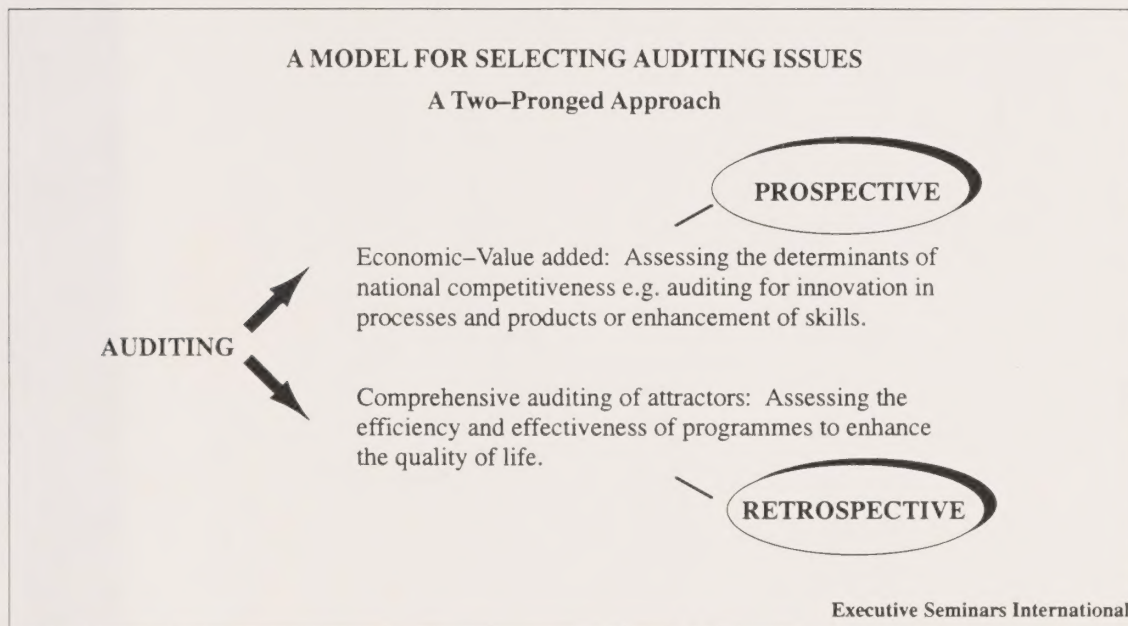 A MODEL FOR SELECTING AUDITING ISSUES
A Two–Pronged Approach
PROSPECTIVE
Economic–Value added: Assessing the determinants of
national competitiveness e.g. auditing for innovation in
processes and products or enhancement of skills.
AUDITING
Comprehensive auditing of attractors: Assessing the
efficiency and effectiveness of programmes to enhance
the quality of life.
RETROSPECTIVE
Executive Seminars International